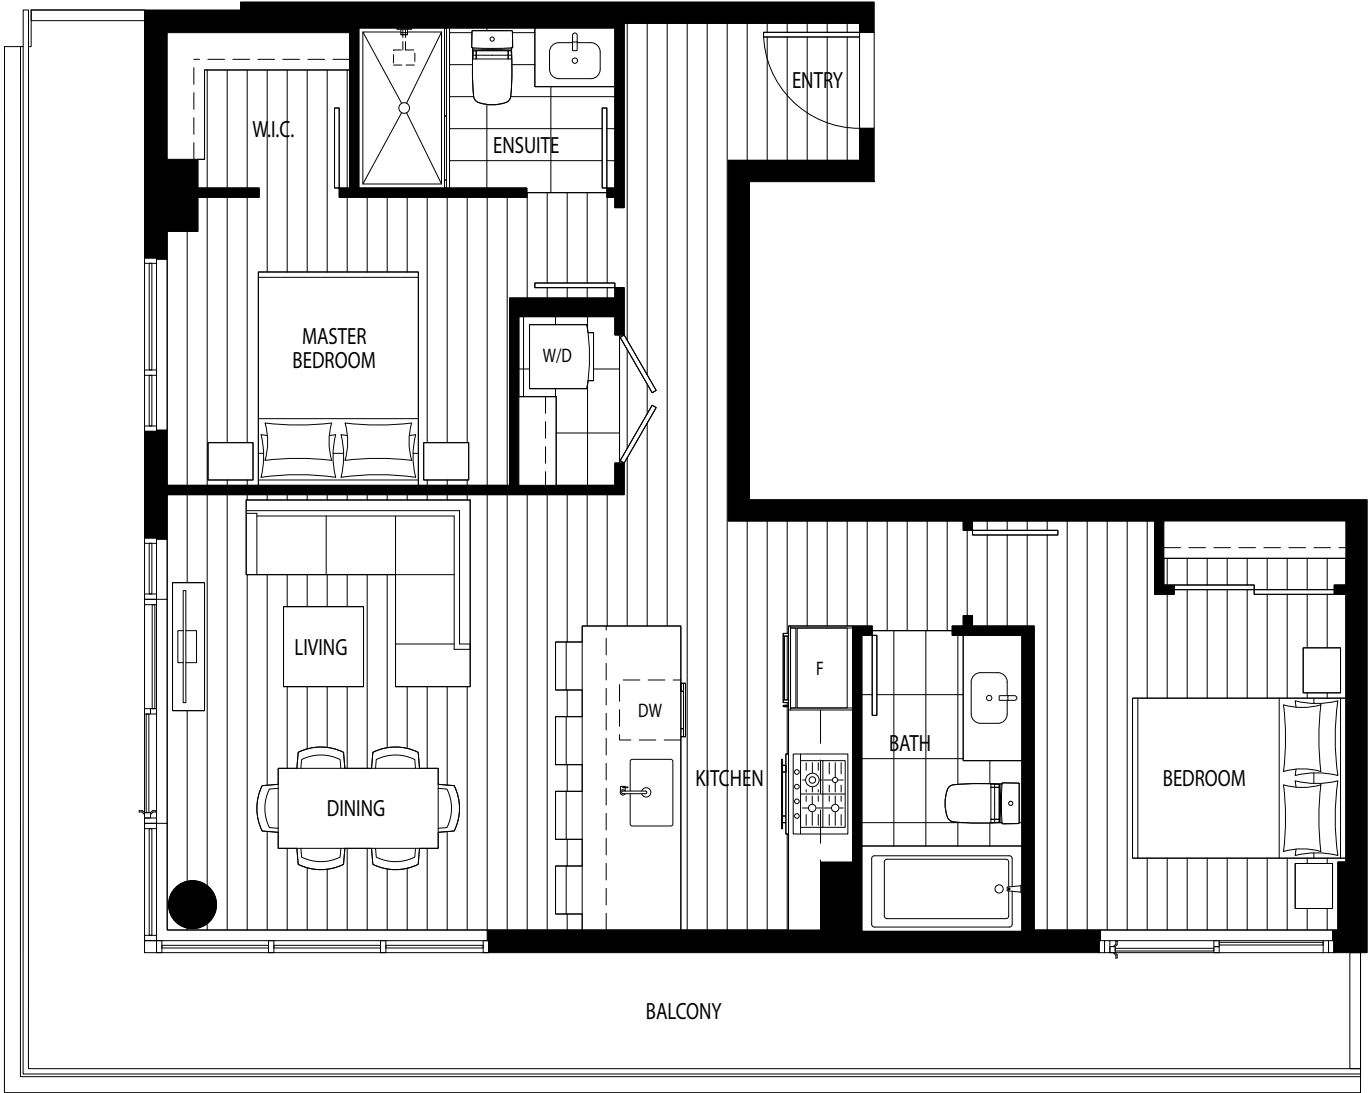 ENTRY
W.I.C.
ENSUITE
MASTER
BEDROOM
W/D
LIVING
F
DW
BATH
KITCHEN
BEDROOM
DINING
BALCONY